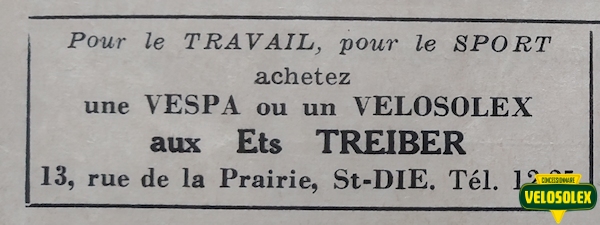 Pour le TRAVAIL, pour le SPORT
achetez
une VESPA ou un VELOSOLEX
aux Ets TREIBER
13, rue de la Prairie, St-DIE. Tél.
CONCESSIONNAIRE
VELOSOLEX